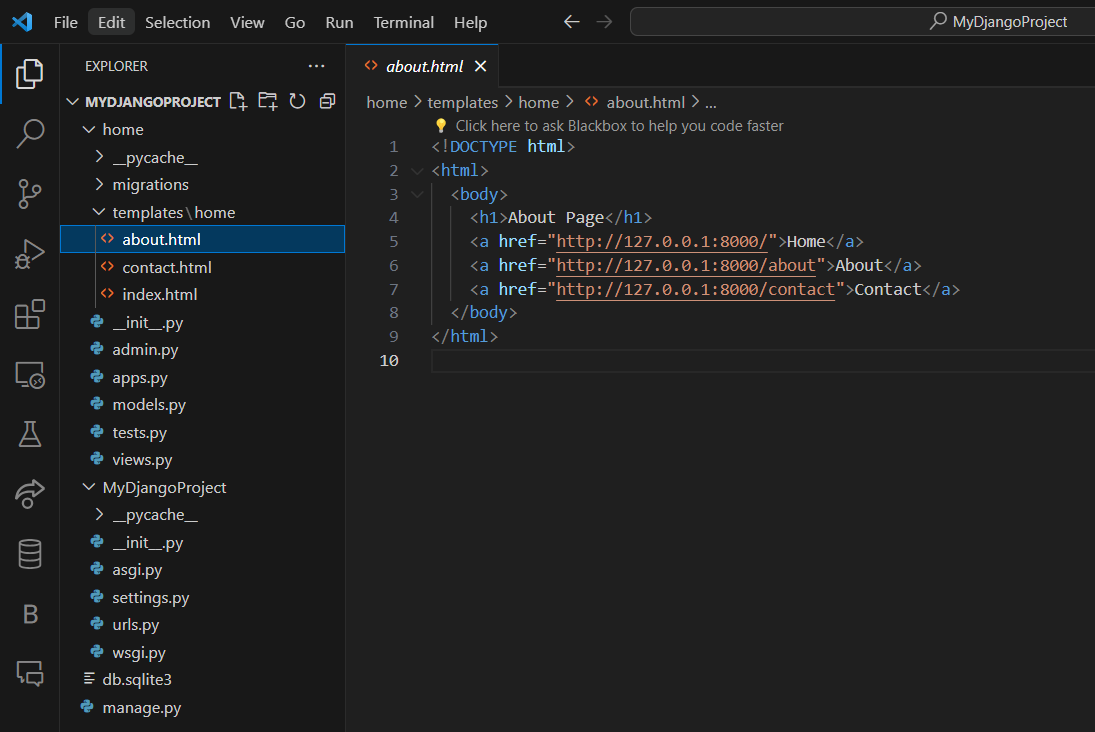 File Edit Selection View Go Run Terminal Help MyDjangoProject
EXPLORER
MYDJANGOPROJECT
home
__pycache__
migrations
templates\home
about.html
contact.html
index.html
__init__.py
admin.py
apps.py
models.py
tests.py
views.py
MyDjangoProject
__pycache__
__init__.py
asgi.py
settings.py
urls.py
wsgi.py
db.sqlite3
manage.py
B
about.html
home > templates > home > <> about.html > ...
Click here to ask Blackbox to help you code faster
1 <!DOCTYPE html>
2 <html>
3 <body>
4 <h1>About Page</h1>
5 <a href="http://127.0.0.1:8000/">Home</a>
6 <a href="http://127.0.0.1:8000/about">About</a>
7 <a href="http://127.0.0.1:8000/contact">Contact</a>
8 </body>
9 </html>
10